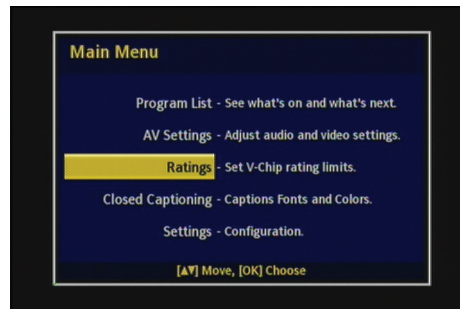 Main Menu
Program List - See what's on and what's next.
AV Settings - Adjust audio and video settings.
Ratings - Set V-Chip rating limits.
Closed Captioning - Captions Fonts and Colors.
Settings - Configuration.
[▲▼] Move, [OK] Choose